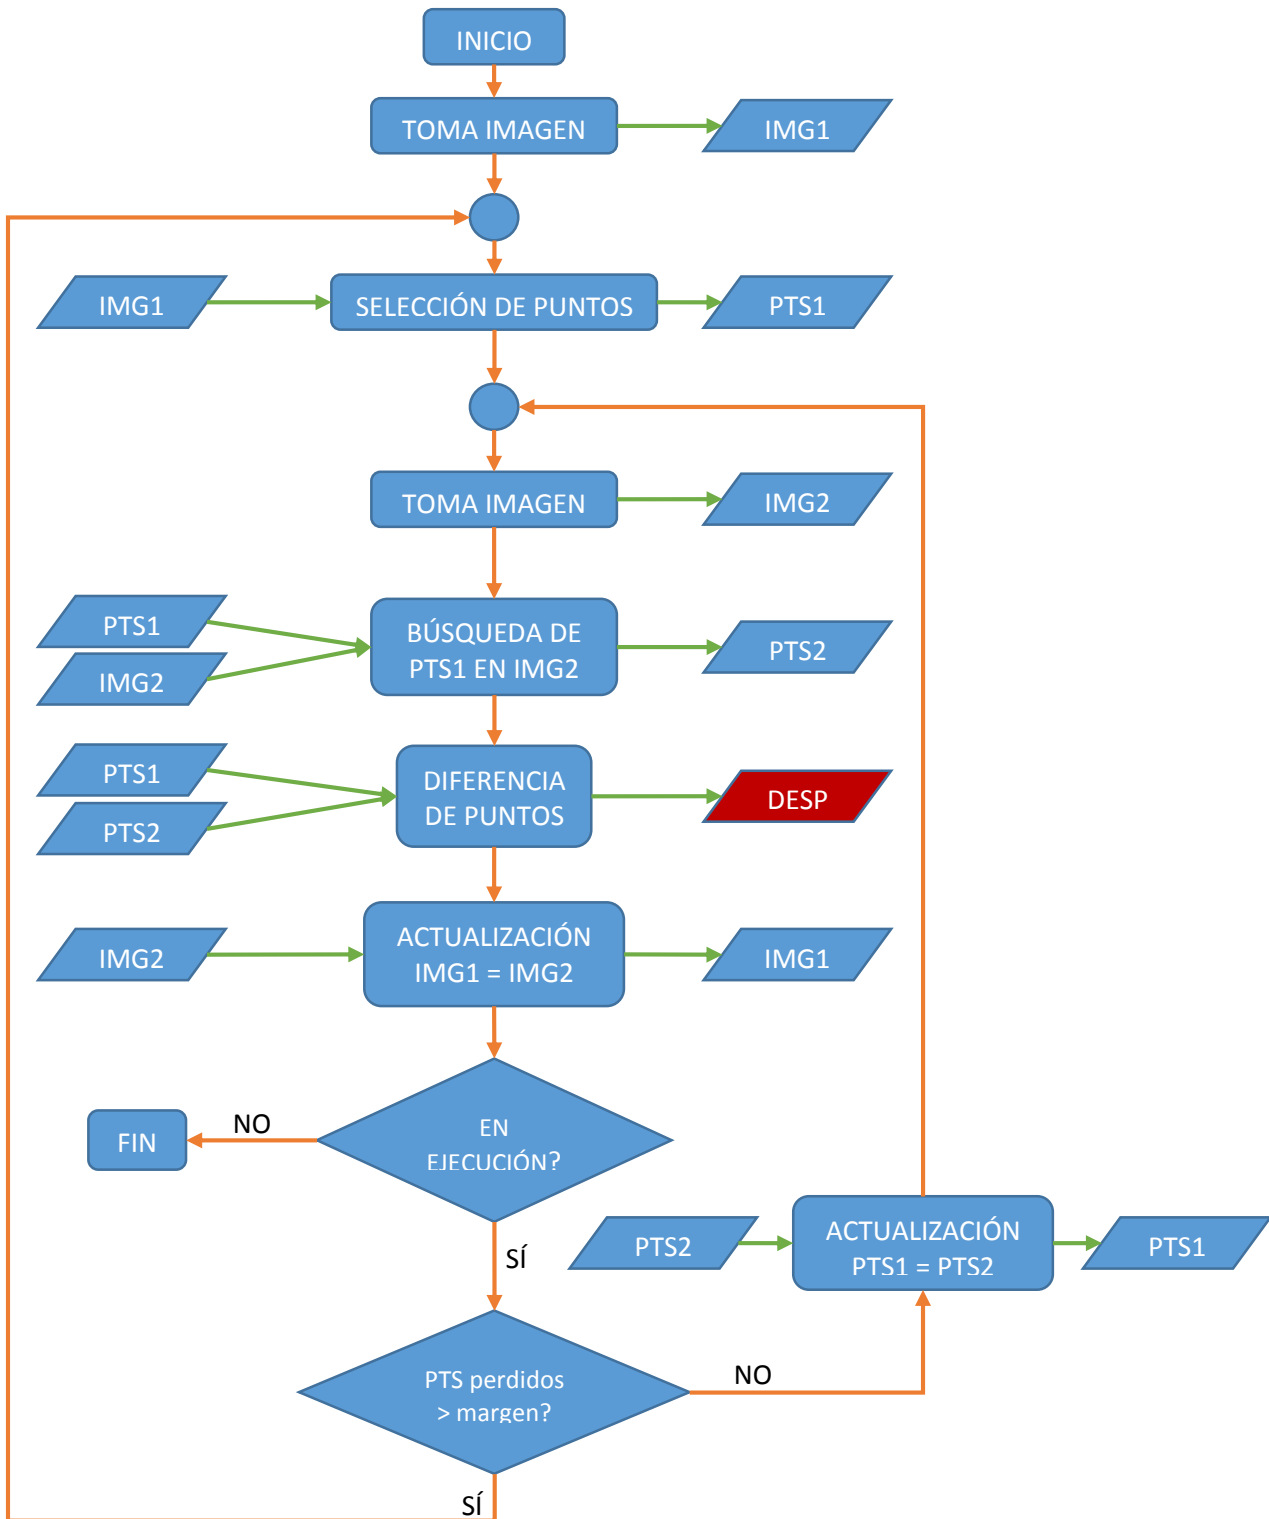 INICIO
TOMA IMAGEN
IMG1
IMG1
SELECCIÓN DE PUNTOS
PTS1
TOMA IMAGEN
IMG2
PTS1
IMG2
BÚSQUEDA DE
PTS1 EN IMG2
PTS2
PTS1
PTS2
DIFERENCIA
DE PUNTOS
DESP
IMG2
ACTUALIZACIÓN
IMG1 = IMG2
IMG1
EN
EJECUCIÓN?
NO
FIN
SÍ
PTS2
ACTUALIZACIÓN
PTS1 = PTS2
PTS1
PTS perdidos
> margen?
NO
SÍ